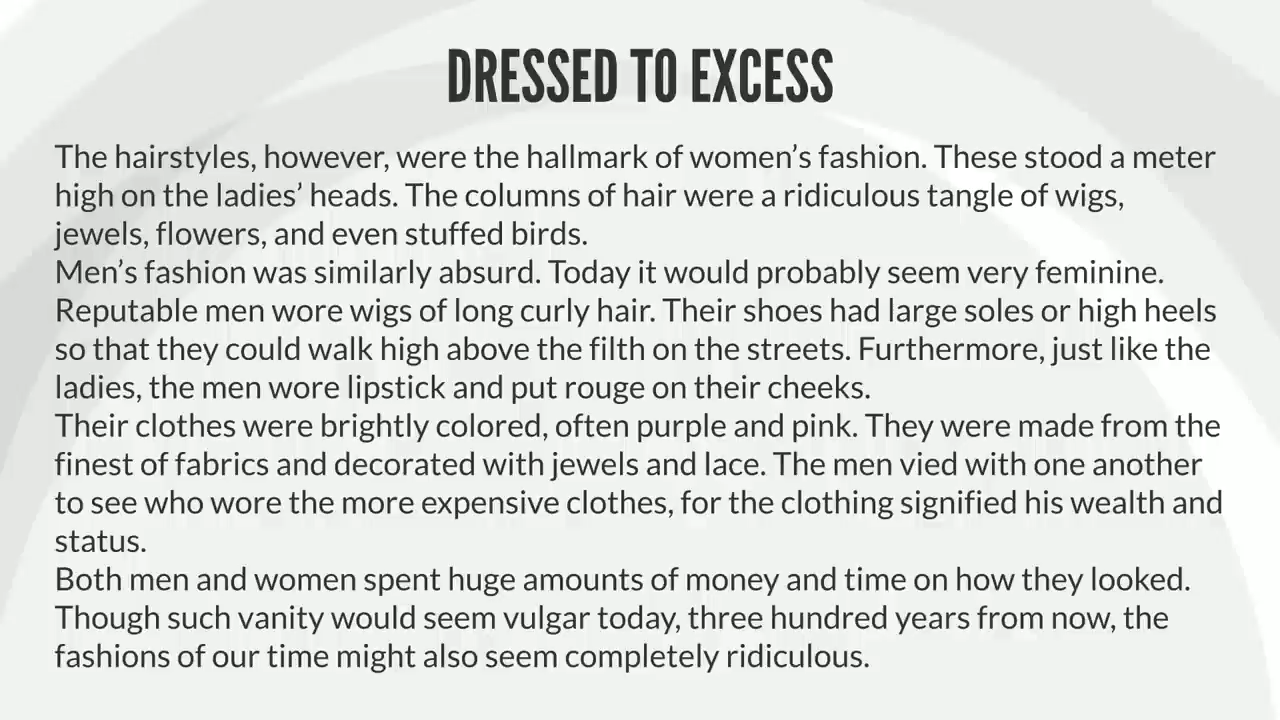 DRESSED TO EXCESS
The hairstyles, however, were the hallmark of women’s fashion. These stood a meter
high on the ladies’ heads. The columns of hair were a ridiculous tangle of wigs,
jewels, flowers, and even stuffed birds.
Men’s fashion was similarly absurd. Today it would probably seem very feminine.
Reputable men wore wigs of long curly hair. Their shoes had large soles or high heels
so that they could walk high above the filth on the streets. Furthermore, just like the
ladies, the men wore lipstick and put rouge on their cheeks.
Their clothes were brightly colored, often purple and pink. They were made from the
finest of fabrics and decorated with jewels and lace. The men vied with one another
to see who wore the more expensive clothes, for the clothing signified his wealth and
status.
Both men and women spent huge amounts of money and time on how they looked.
Though such vanity would seem vulgar today, three hundred years from now, the
fashions of our time might also seem completely ridiculous.